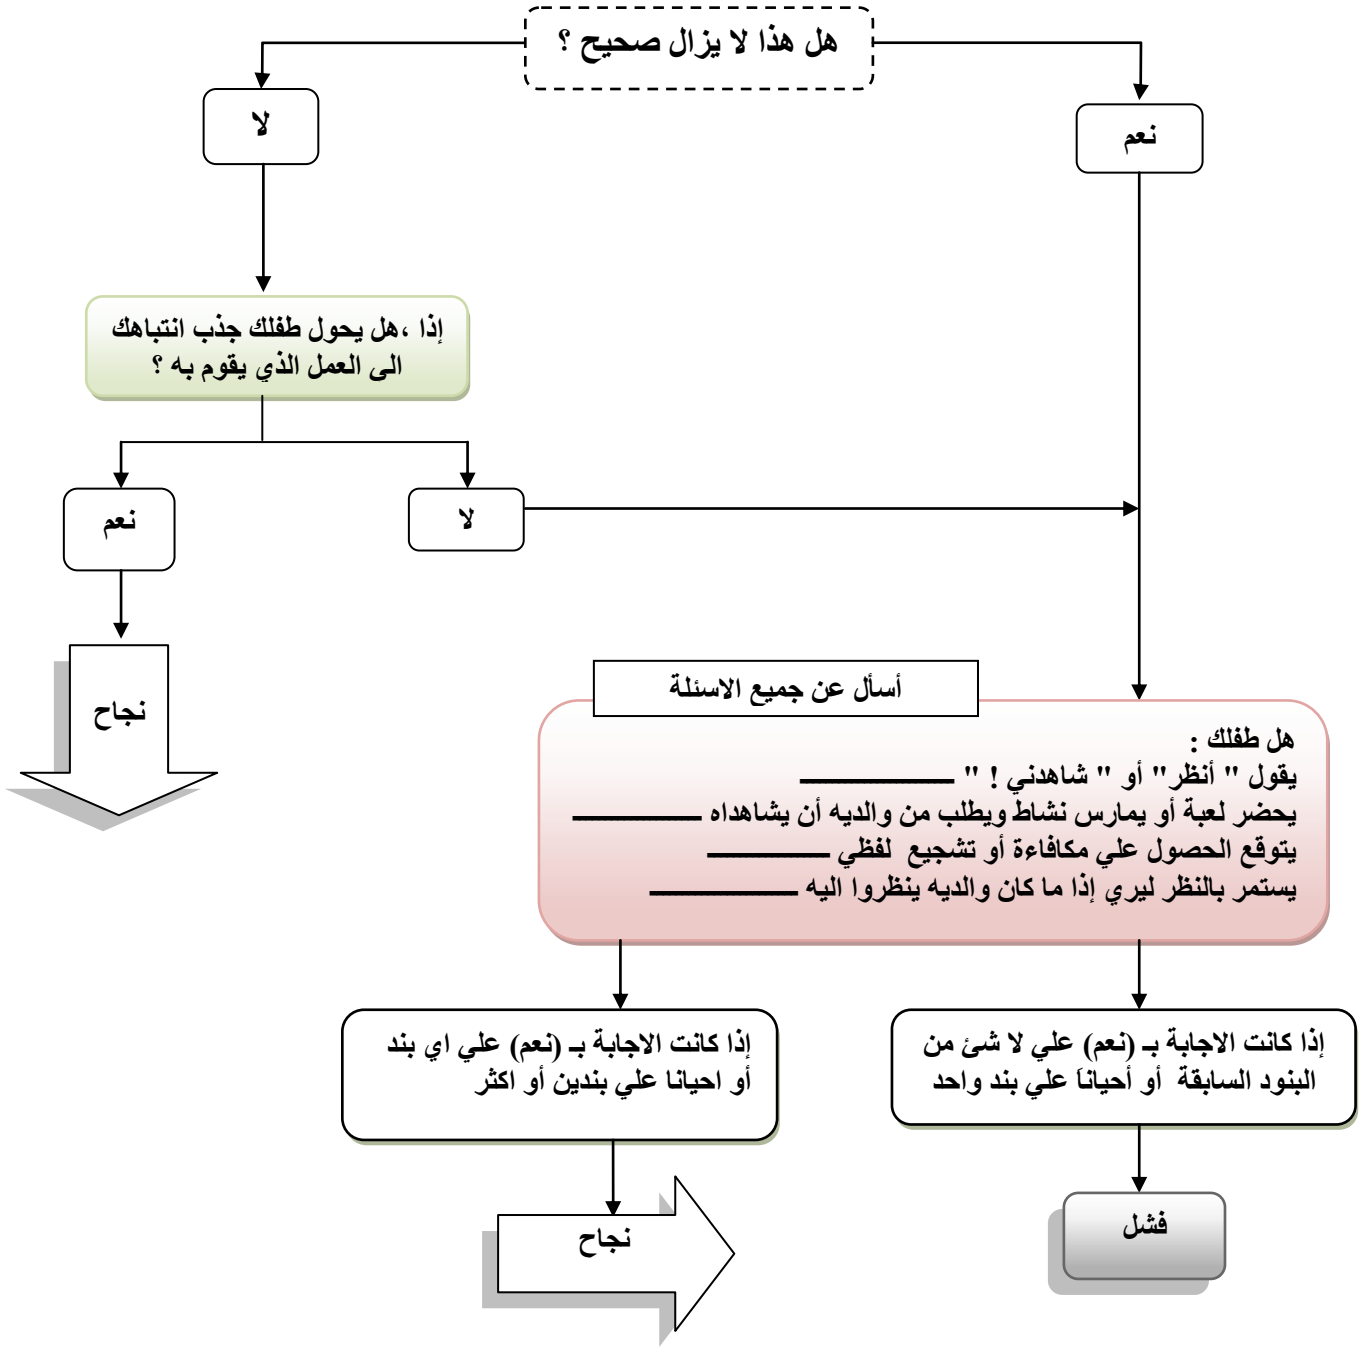 هل هذا لا يزال صحيح ؟
لا
نعم
إذا ،هل يحول طفلك جذب انتباهك
الى العمل الذي يقوم به ؟
نعم
لا
نجاح
أسأل عن جميع الاسئلة
هل طفلك :
يقول " أنظر" أو " شاهدني ! " ــــــــــــــــــــــ
يحضر لعبة أو يمارس نشاط ويطلب من والديه أن يشاهداه ــــــــــــــــــ
يتوقع الحصول علي مكافاءة أو تشجيع لفظي ــــــــــــــــــ
يستمر بالنظر ليري إذا ما كان والديه ينظروا اليه ــــــــــــــــــــ
إذا كانت الاجابة بـ (نعم) علي اي بند
أو احيانا علي بندين أو اكثر
إذا كانت الاجابة بـ (نعم) علي لا شئ من
البنود السابقة أو أحياناَ علي بند واحد
نجاح
فشل